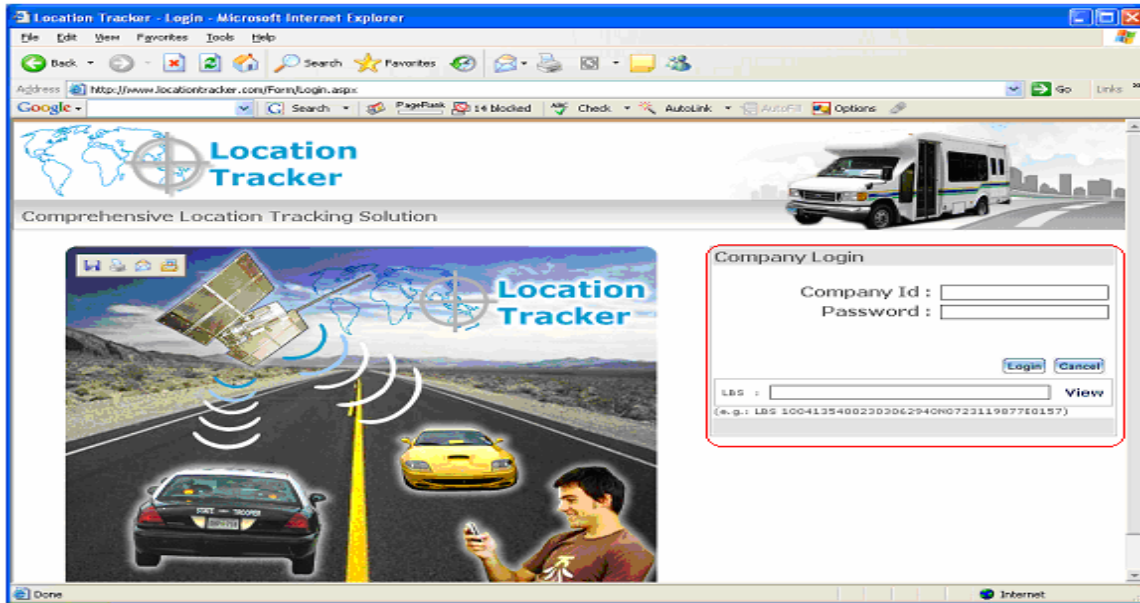 Location Tracker - Login - Microsoft Internet Explorer
File Edit View Favorites Tools Help
Back Search Favorites
Address http://www.locationtracker.com/Form/Login.aspx Go Links
Google Search PageRank 14 blocked Check AutoLink AutoFill Options
Location
Tracker
Comprehensive Location Tracking Solution
Location
Tracker
STATE TROOPER
Company Login
Company Id :
Password :
Login Cancel
LBS : View
Done Internet